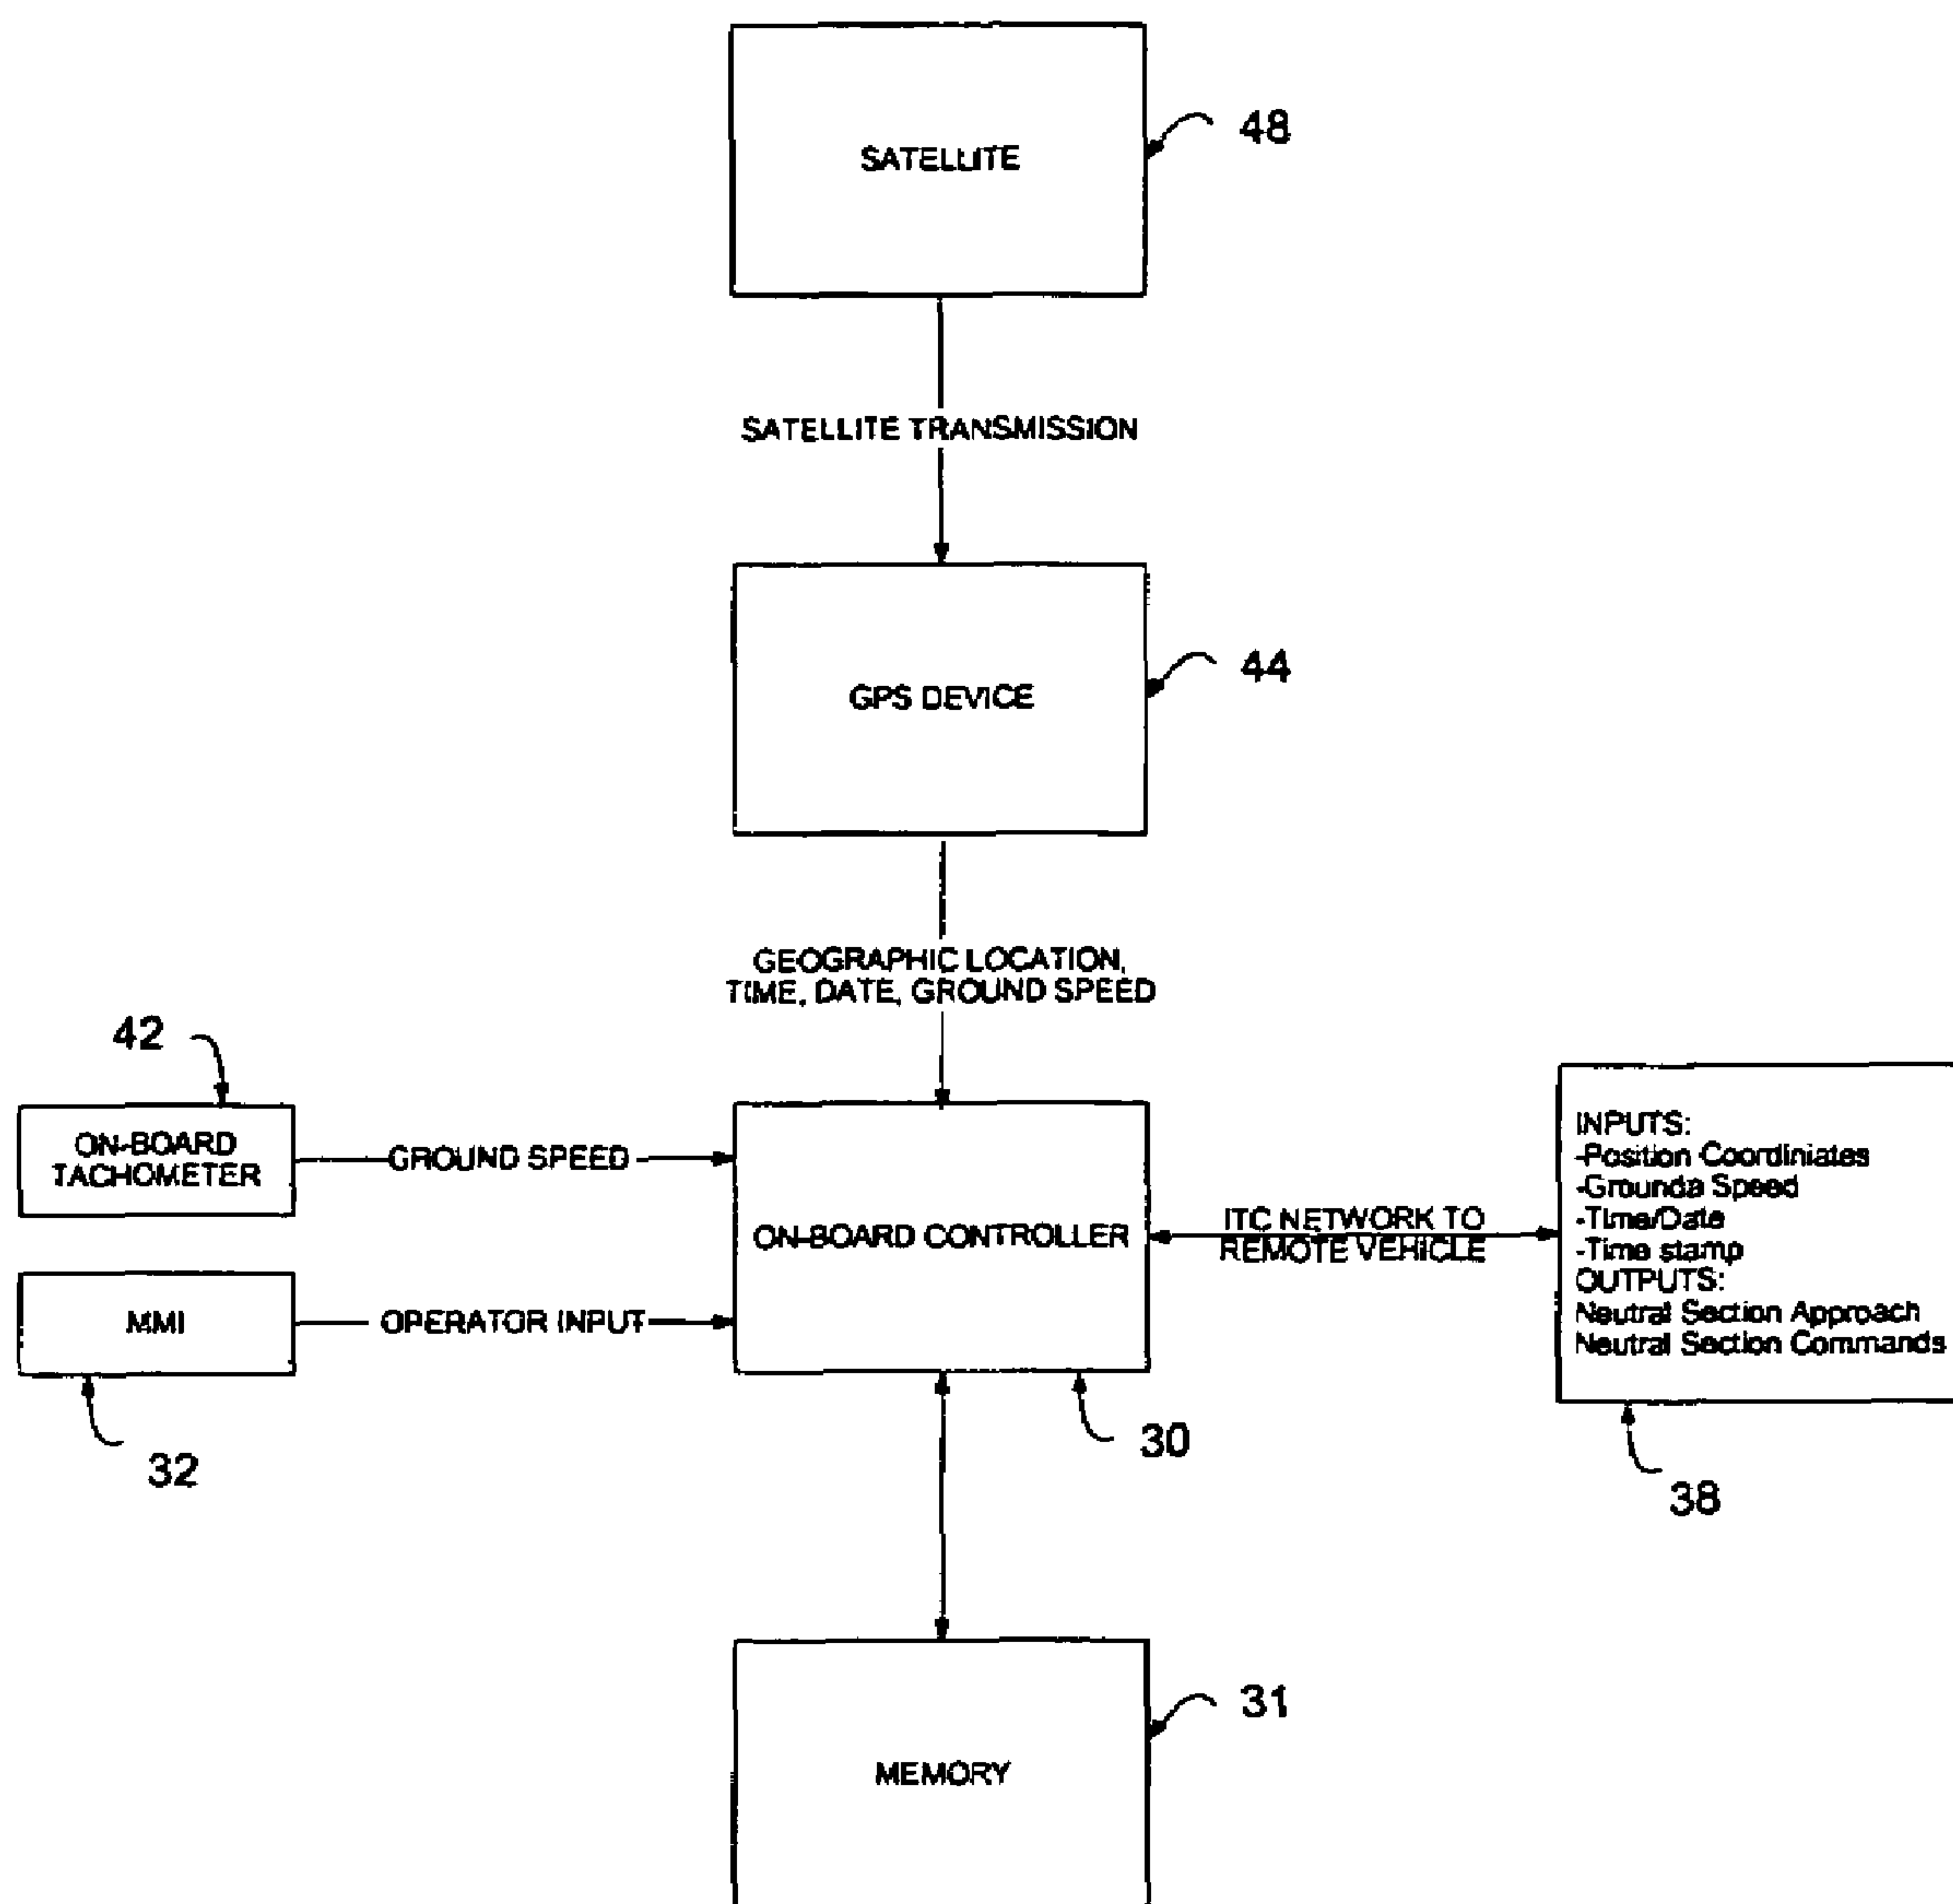 SATELLITE
48
SATELLITE TRANSMISSION
GPS DEVICE
44
GEOGRAPHIC LOCATION,
TIME, DATE, GROUND SPEED
42
ON-BOARD
TACHOMETER
GROUND SPEED
MMI
OPERATOR INPUT
32
ON-BOARD CONTROLLER
30
ITC NETWORK TO
REMOTE VEHICLE
INPUTS:
-Position Coordiniates
-Grounda Speed
-Time/Date
-Time stamp
OUTPUTS:
Neutral Section Approach
Neutral Section Commands
38
31
MEMORY